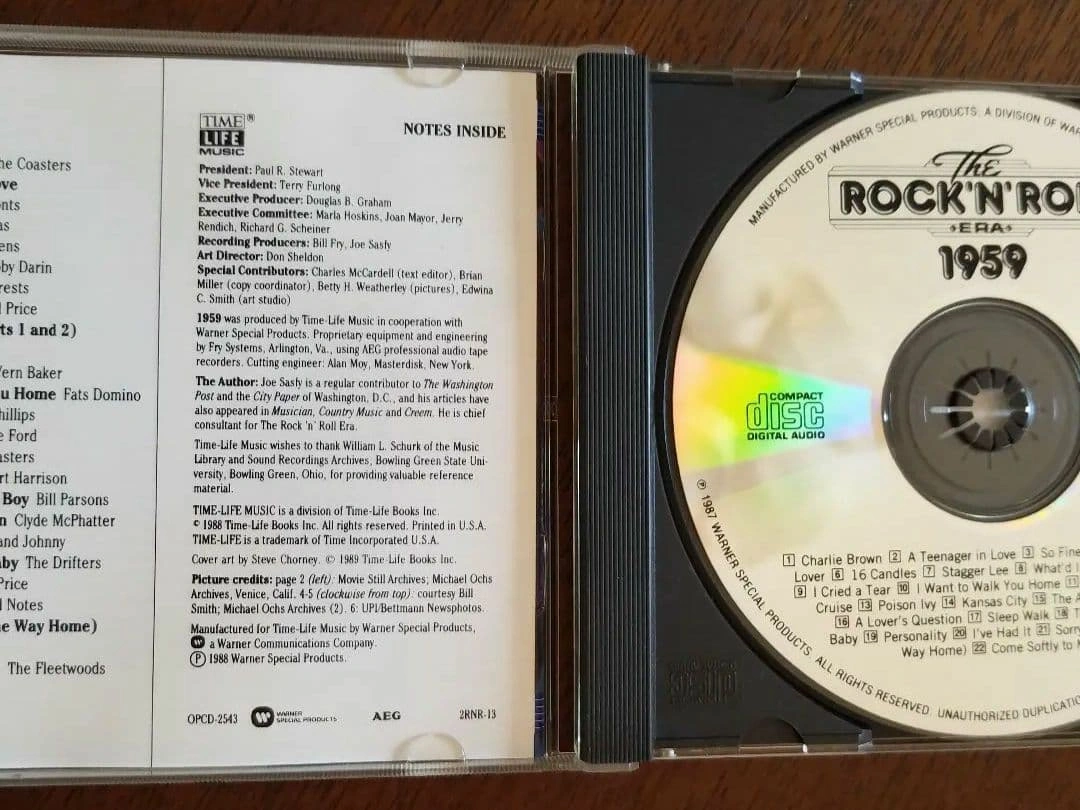 he Coasters
ve
nts
as
ens
by Darin
rests
Price
ts 1 and 2)
ern Baker
u Home Fats Domino
hillips
e Ford
asters
rt Harrison
Boy Bill Parsons
n Clyde McPhatter
and Johnny
by The Drifters
Price
l Notes
e Way Home)
The Fleetwoods
TIME ®
LIFE
MUSIC
NOTES INSIDE
President: Paul R. Stewart
Vice President: Terry Furlong
Executive Producer: Douglas B. Graham
Executive Committee: Marla Hoskins, Joan Mayor, Jerry
Rendich, Richard G. Scheiner
Recording Producers: Bill Fry, Joe Sasfy
Art Director: Don Sheldon
Special Contributors: Charles McCardell (text editor), Brian
Miller (copy coordinator), Betty H. Weatherley (pictures), Edwina
C. Smith (art studio)
1959 was produced by Time-Life Music in cooperation with
Warner Special Products. Proprietary equipment and engineering
by Fry Systems, Arlington, Va., using AEG professional audio tape
recorders. Cutting engineer: Alan Moy, Masterdisk, New York.
The Author: Joe Sasfy is a regular contributor to The Washington
Post and the City Paper of Washington, D.C., and his articles have
also appeared in Musician, Country Music and Creem. He is chief
consultant for The Rock 'n' Roll Era.
Time-Life Music wishes to thank William L. Schurk of the Music
Library and Sound Recordings Archives, Bowling Green State Uni-
versity, Bowling Green, Ohio, for providing valuable reference
material.
TIME-LIFE MUSIC is a division of Time-Life Books Inc.
© 1988 Time-Life Books Inc. All rights reserved. Printed in U.S.A.
TIME-LIFE is a trademark of Time Incorporated U.S.A.
Cover art by Steve Chorney. © 1989 Time-Life Books Inc.
Picture credits: page 2 (left): Movie Still Archives; Michael Ochs
Archives, Venice, Calif. 4-5 (clockwise from top): courtesy Bill
Smith; Michael Ochs Archives (2). 6: UPI/Bettmann Newsphotos.
Manufactured for Time-Life Music by Warner Special Products,
a Warner Communications Company.
℗ 1988 Warner Special Products.
OPCD-2543 WARNER SPECIAL PRODUCTS AEG 2RNR-13
MANUFACTURED BY WARNER SPECIAL PRODUCTS. A DIVISION OF WA
The
ROCK'N'RO
ERA
1959
COMPACT
disc
DIGITAL AUDIO
℗ 1987 WARNER SPECIAL PRODUCTS. ALL RIGHTS RESERVED. UNAUTHORIZED DUPLICATIO
1 Charlie Brown 2 A Teenager in Love 3 So Fine
Lover 6 16 Candles 7 Stagger Lee 8 What'd I
9 I Cried a Tear 10 I Want to Walk You Home 11
Cruise 13 Poison Ivy 14 Kansas City 15 The A
16 A Lover's Question 17 Sleep Walk 18 T
Baby 19 Personality 20 I've Had It 21 Sorry
Way Home) 22 Come Softly to